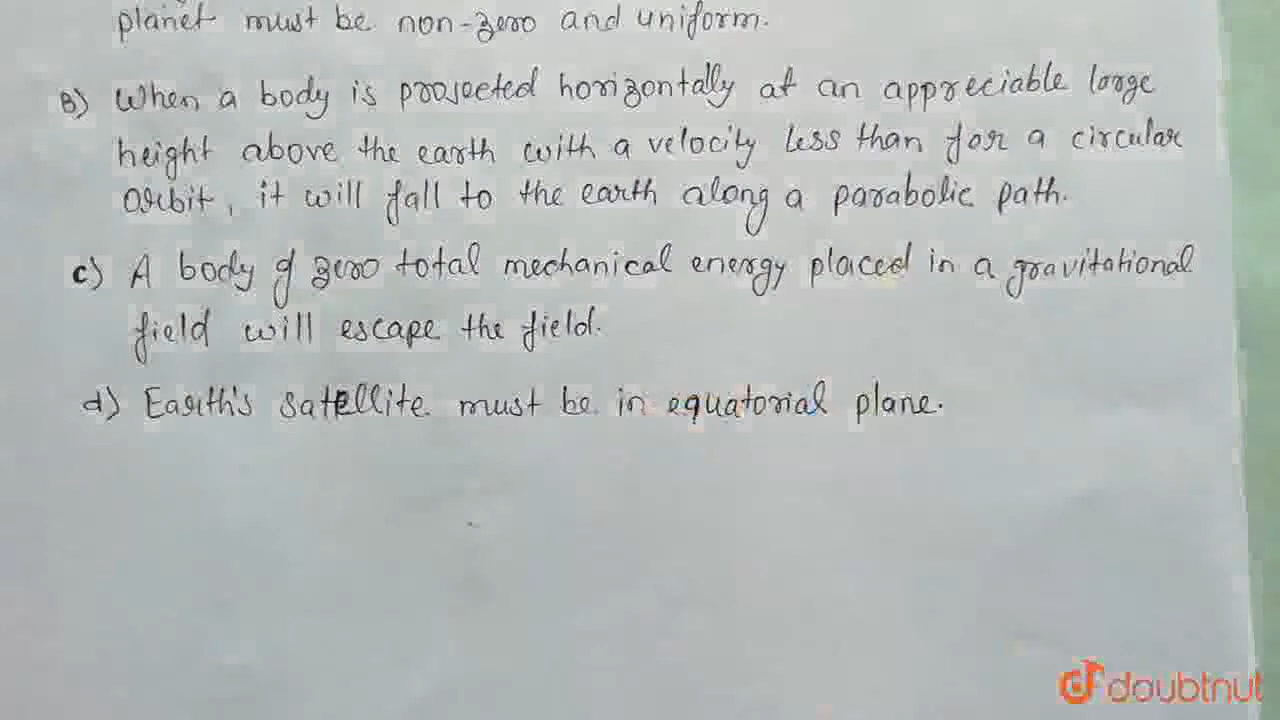 planet must be non-zero and uniform.
B) When a body is projected horizontally at an appreciable large
height above the earth with a velocity less than for a circular
orbit, it will fall to the earth along a parabolic path.
c) A body of zero total mechanical energy placed in a gravitational
field will escape the field.
d) Earth's satellite must be in equatorial plane.
doubtnut